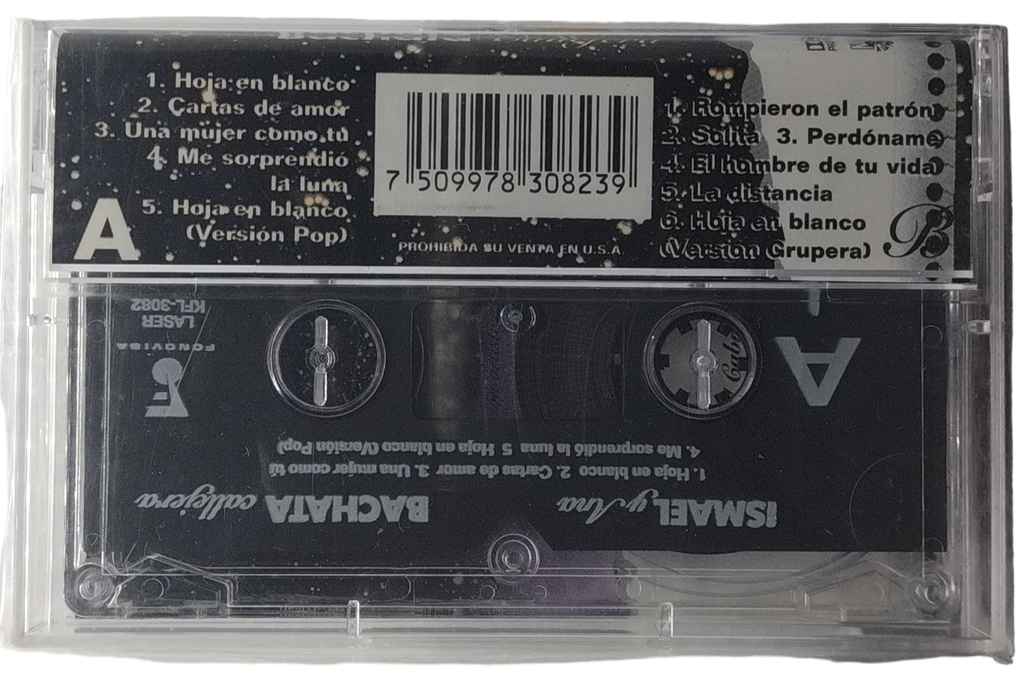 1. Hoja en blanco
2. Cartas de amor
3. Una mujer como tú
4. Me sorprendió
la luna
5. Hoja en blanco
(Versión Pop)
A
7 509978 308239
PROHIBIDA SU VENTA EN U.S.A.
1. Rompieron el patrón
2. Solita 3. Perdóname
4. El hombre de tu vida
5. La distancia
6. Hoja en blanco
(Versión Grupera)
B
A
ISMAEL y Ana BACHATA callejera
1. Hoja en blanco 2. Cartas de amor 3. Una mujer como tú
4. Me sorprendió la luna 5 Hoja en blanco (Versión Pop)
FONOVISA
LASER
KFL-3082